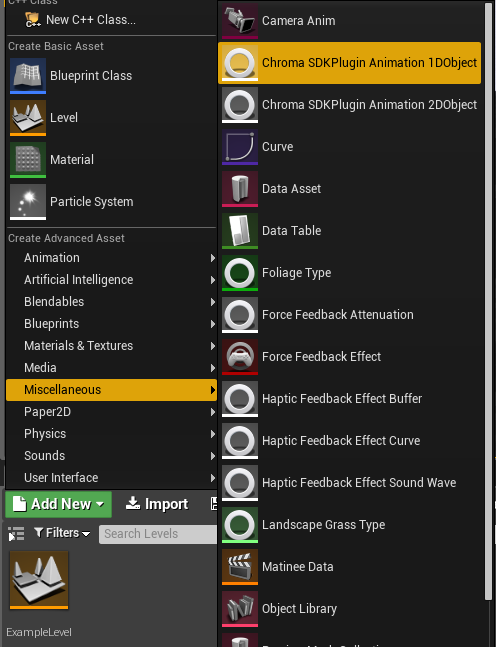 C++ Class
New C++ Class...
Create Basic Asset
Blueprint Class
Level
Material
Particle System
Create Advanced Asset
Animation
Artificial Intelligence
Blendables
Blueprints
Materials & Textures
Media
Miscellaneous
Paper2D
Physics
Sounds
User Interface
Add New
Import
Filters
Search Levels
ExampleLevel
Camera Anim
Chroma SDKPlugin Animation 1DObject
Chroma SDKPlugin Animation 2DObject
Curve
Data Asset
Data Table
Foliage Type
Force Feedback Attenuation
Force Feedback Effect
Haptic Feedback Effect Buffer
Haptic Feedback Effect Curve
Haptic Feedback Effect Sound Wave
Landscape Grass Type
Matinee Data
Object Library